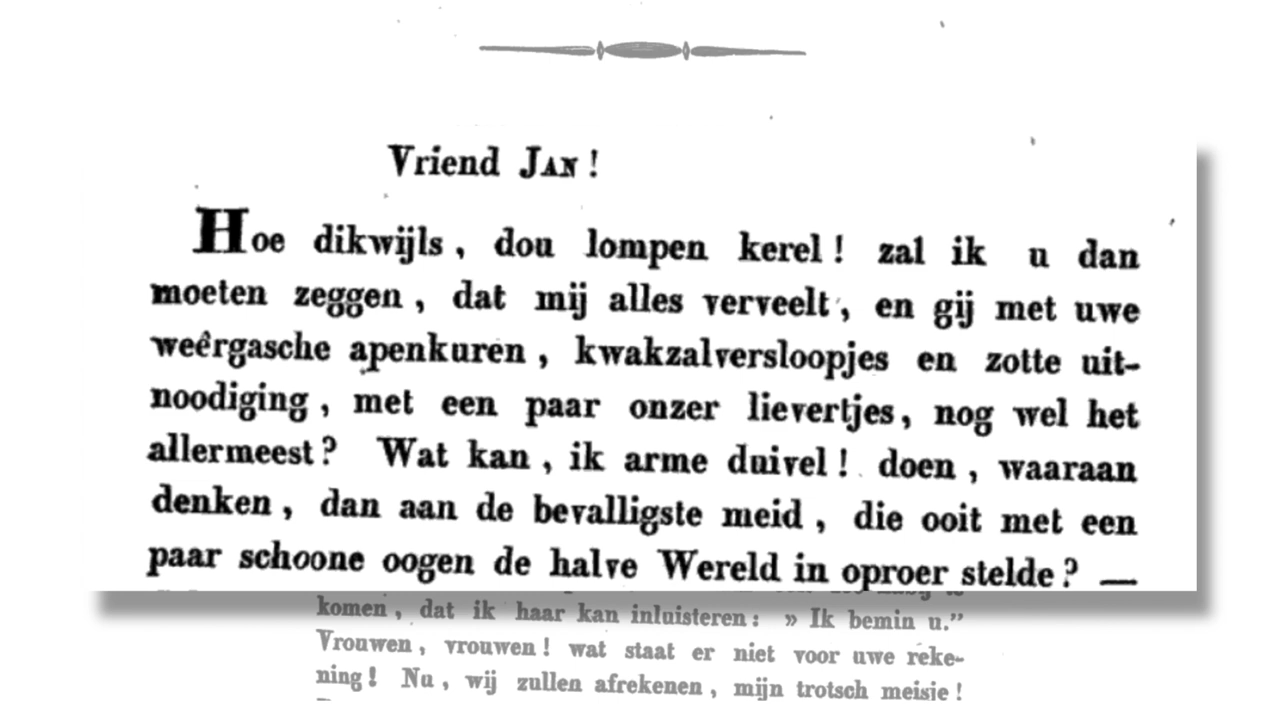 Vriend JAN!
Hoe dikwijls, dou lompen kerel! zal ik u dan
moeten zeggen, dat mij alles verveelt, en gij met uwe
weêrgasche apenkuren, kwakzalversloopjes en zotte uit-
noodiging, met een paar onzer lievertjes, nog wel het
allermeest? Wat kan, ik arme duivel! doen, waaraan
denken, dan aan de bevalligste meid, die ooit met een
paar schoone oogen de halve Wereld in oproer stelde? —
komen, dat ik haar kan inluisteren: » Ik bemin u.”
Vrouwen, vrouwen! wat staat er niet voor uwe reke-
ning! Nu, wij zullen afrekenen, mijn trotsch meisje!